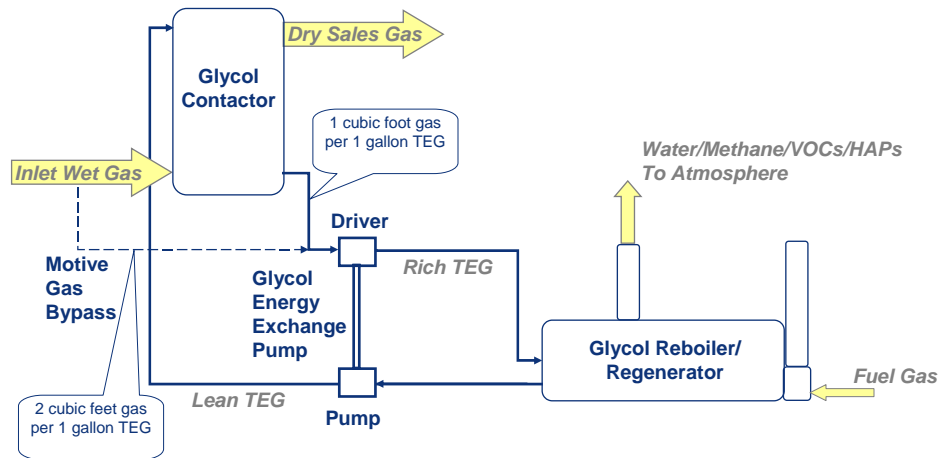 Dry Sales Gas
Glycol
Contactor
1 cubic foot gas
per 1 gallon TEG
Water/Methane/VOCs/HAPs
To Atmosphere
Inlet Wet Gas
Driver
Rich TEG
Motive
Gas
Bypass
Glycol
Energy
Exchange
Pump
Glycol Reboiler/
Regenerator
Fuel Gas
Lean TEG
2 cubic feet gas
per 1 gallon TEG
Pump